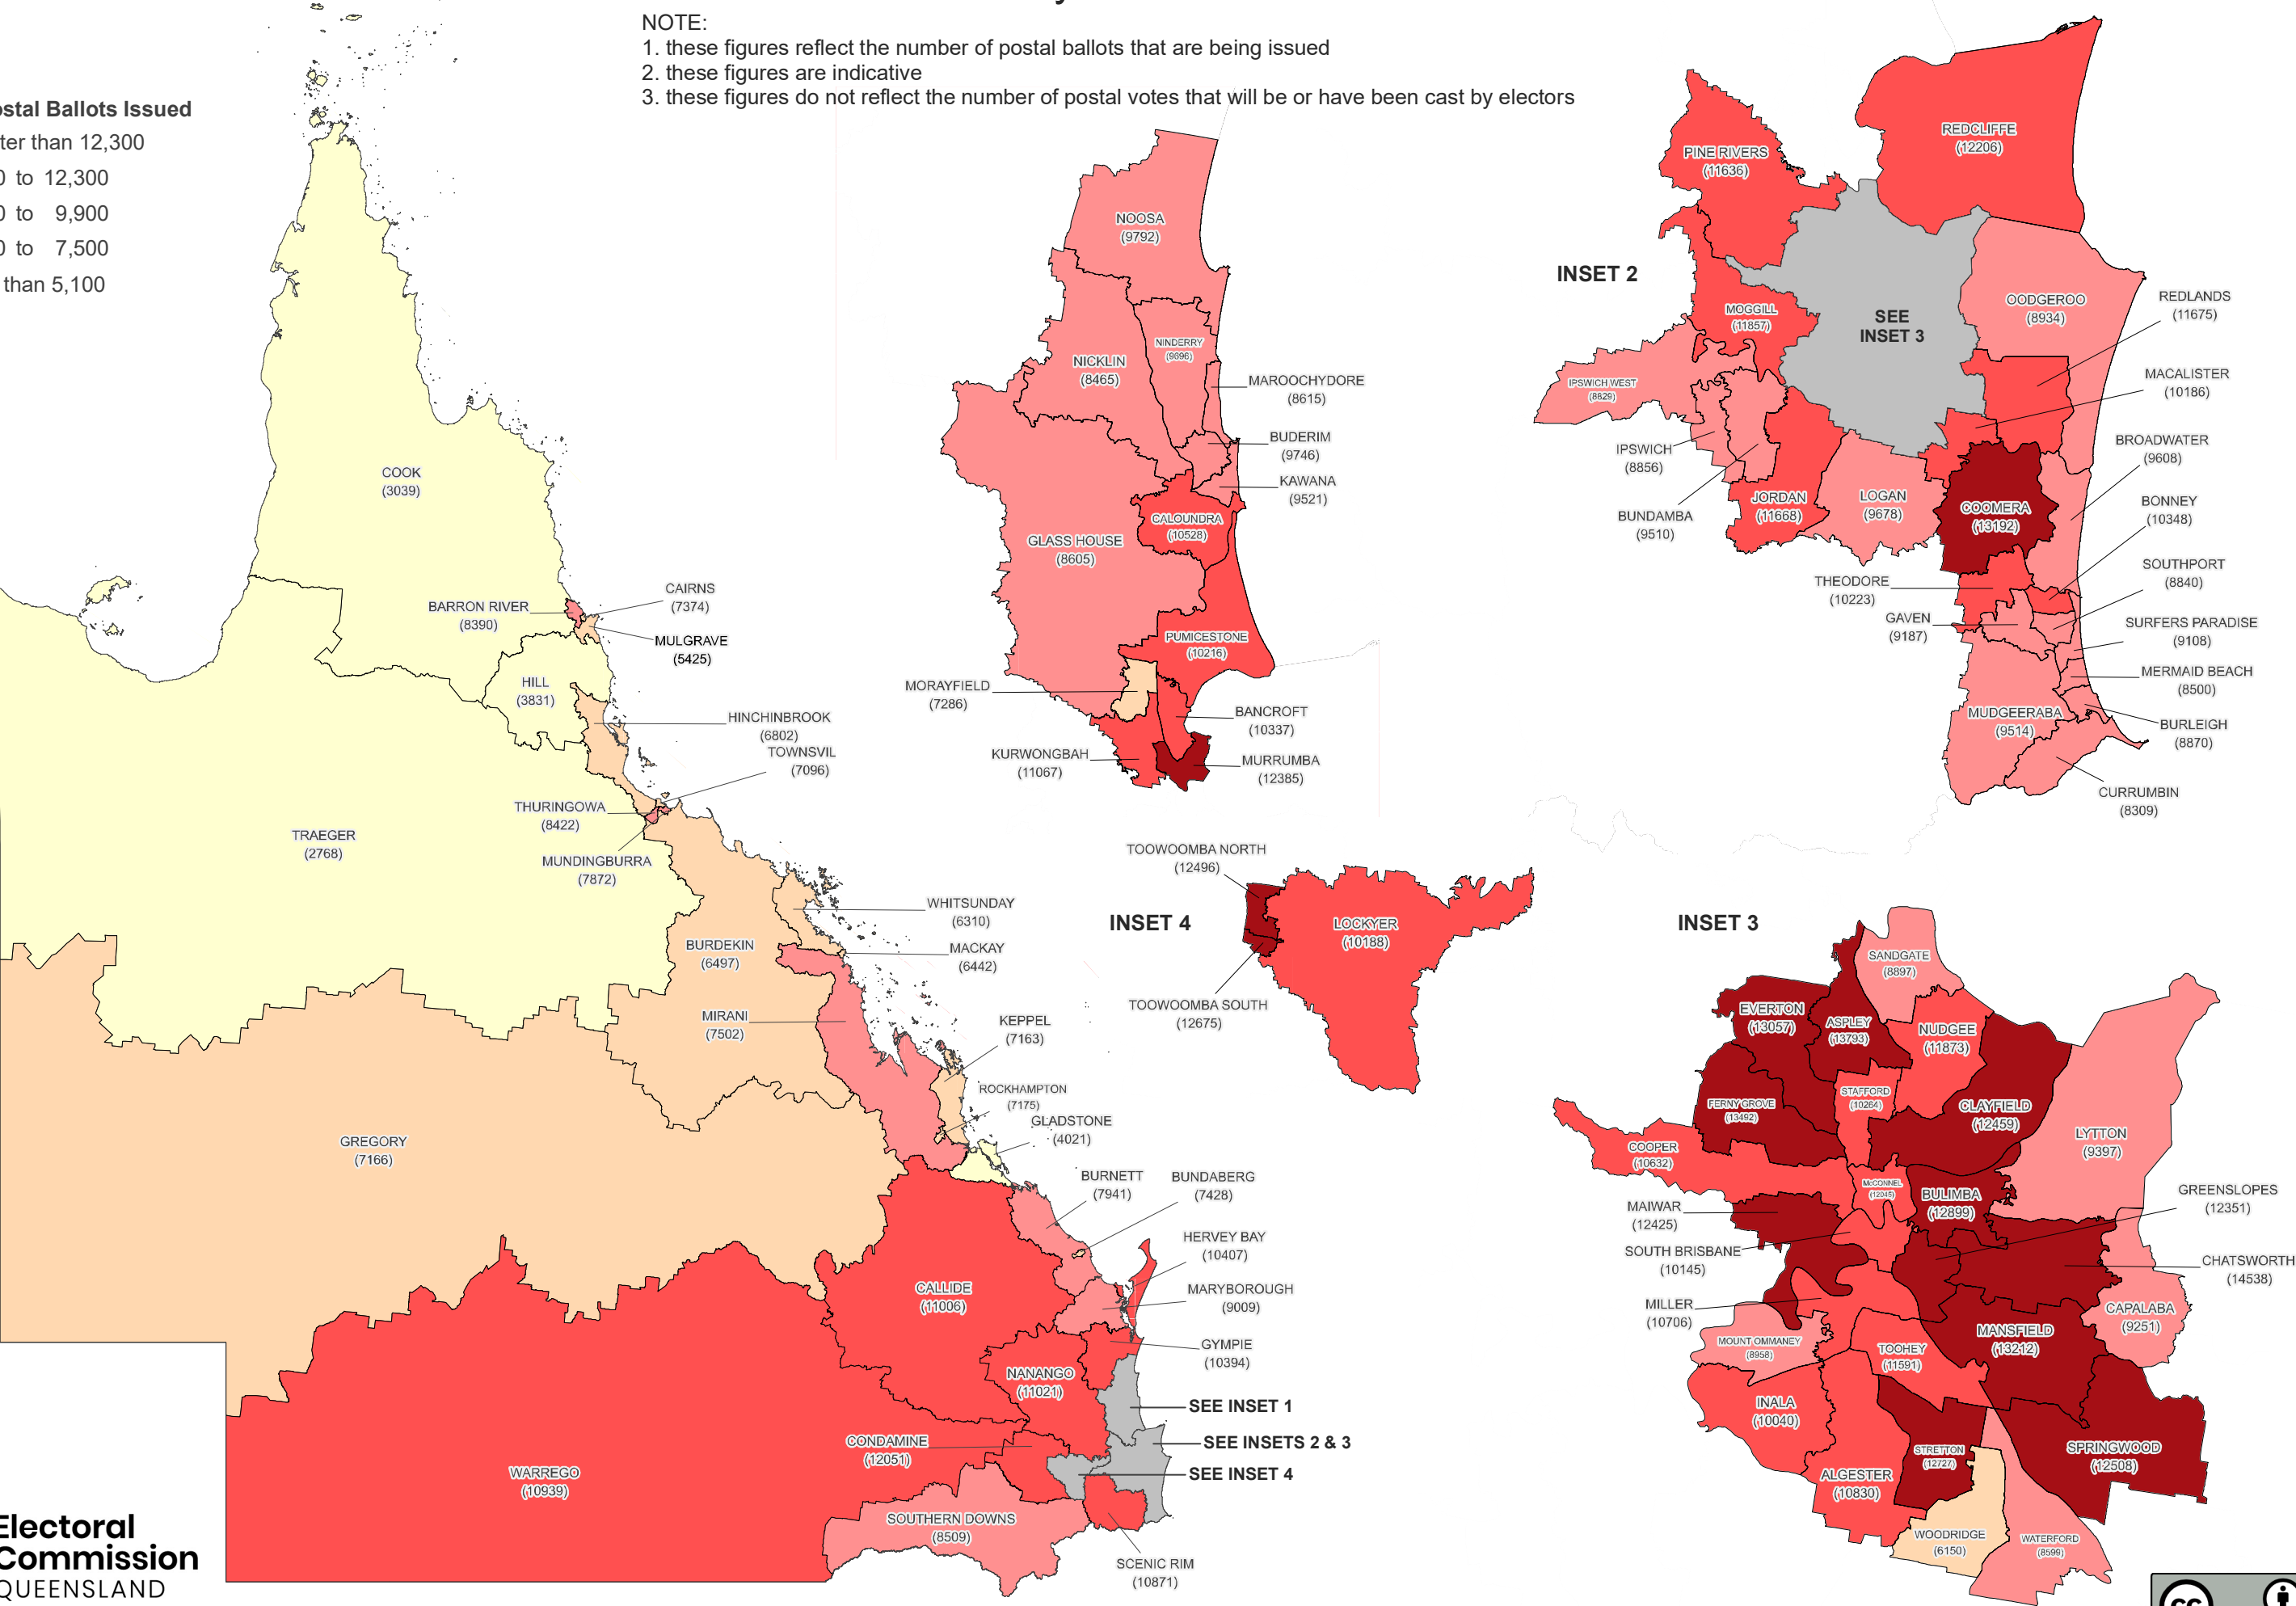 NOTE:
1. these figures reflect the number of postal ballots that are being issued
2. these figures are indicative
3. these figures do not reflect the number of postal votes that will be or have been cast by electors
ostal Ballots Issued
ter than 12,300
0 to 12,300
0 to 9,900
0 to 7,500
than 5,100
COOK
(3039)
BARRON RIVER
(8390)
CAIRNS
(7374)
MULGRAVE
(5425)
HILL
(3831)
HINCHINBROOK
(6802)
TOWNSVIL
(7096)
THURINGOWA
(8422)
MUNDINGBURRA
(7872)
TRAEGER
(2768)
WHITSUNDAY
(6310)
BURDEKIN
(6497)
MACKAY
(6442)
MIRANI
(7502)
KEPPEL
(7163)
ROCKHAMPTON
(7175)
GLADSTONE
(4021)
GREGORY
(7166)
BURNETT
(7941)
BUNDABERG
(7428)
HERVEY BAY
(10407)
MARYBOROUGH
(9009)
CALLIDE
(11006)
GYMPIE
(10394)
NANANGO
(11021)
SEE INSET 1
SEE INSETS 2 & 3
SEE INSET 4
CONDAMINE
(12051)
WARREGO
(10939)
SOUTHERN DOWNS
(8509)
SCENIC RIM
(10871)
NOOSA
(9792)
NINDERRY
(9696)
NICKLIN
(8465)
MAROOCHYDORE
(8615)
BUDERIM
(9746)
KAWANA
(9521)
CALOUNDRA
(10528)
GLASS HOUSE
(8605)
PUMICESTONE
(10216)
MORAYFIELD
(7286)
BANCROFT
(10337)
KURWONGBAH
(11067)
MURRUMBA
(12385)
INSET 2
REDCLIFFE
(12206)
PINE RIVERS
(11636)
SEE
INSET 3
OODGEROO
(8934)
REDLANDS
(11675)
MOGGILL
(11857)
MACALISTER
(10186)
IPSWICH WEST
(8829)
IPSWICH
(8856)
BROADWATER
(9608)
BUNDAMBA
(9510)
JORDAN
(11668)
LOGAN
(9678)
COOMERA
(13192)
BONNEY
(10348)
SOUTHPORT
(8840)
THEODORE
(10223)
GAVEN
(9187)
SURFERS PARADISE
(9108)
MERMAID BEACH
(8500)
MUDGEERABA
(9514)
BURLEIGH
(8870)
CURRUMBIN
(8309)
INSET 4
TOOWOOMBA NORTH
(12496)
LOCKYER
(10188)
TOOWOOMBA SOUTH
(12675)
INSET 3
SANDGATE
(8897)
EVERTON
(13057)
ASPLEY
(13793)
NUDGEE
(11873)
STAFFORD
(10264)
FERNY GROVE
(13492)
CLAYFIELD
(12459)
LYTTON
(9397)
COOPER
(10632)
McCONNEL
(12045)
BULIMBA
(12899)
GREENSLOPES
(12351)
MAIWAR
(12425)
SOUTH BRISBANE
(10145)
CHATSWORTH
(14538)
MILLER
(10706)
CAPALABA
(9251)
MOUNT OMMANEY
(8958)
TOOHEY
(11591)
MANSFIELD
(13212)
INALA
(10040)
STRETTON
(12727)
SPRINGWOOD
(12508)
ALGESTER
(10830)
WOODRIDGE
(6150)
WATERFORD
(8599)
Electoral
Commission
QUEENSLAND
cc